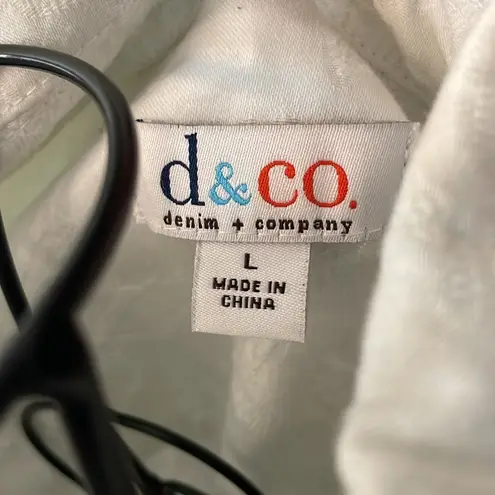 d&co.
denim + company
L
MADE IN
CHINA